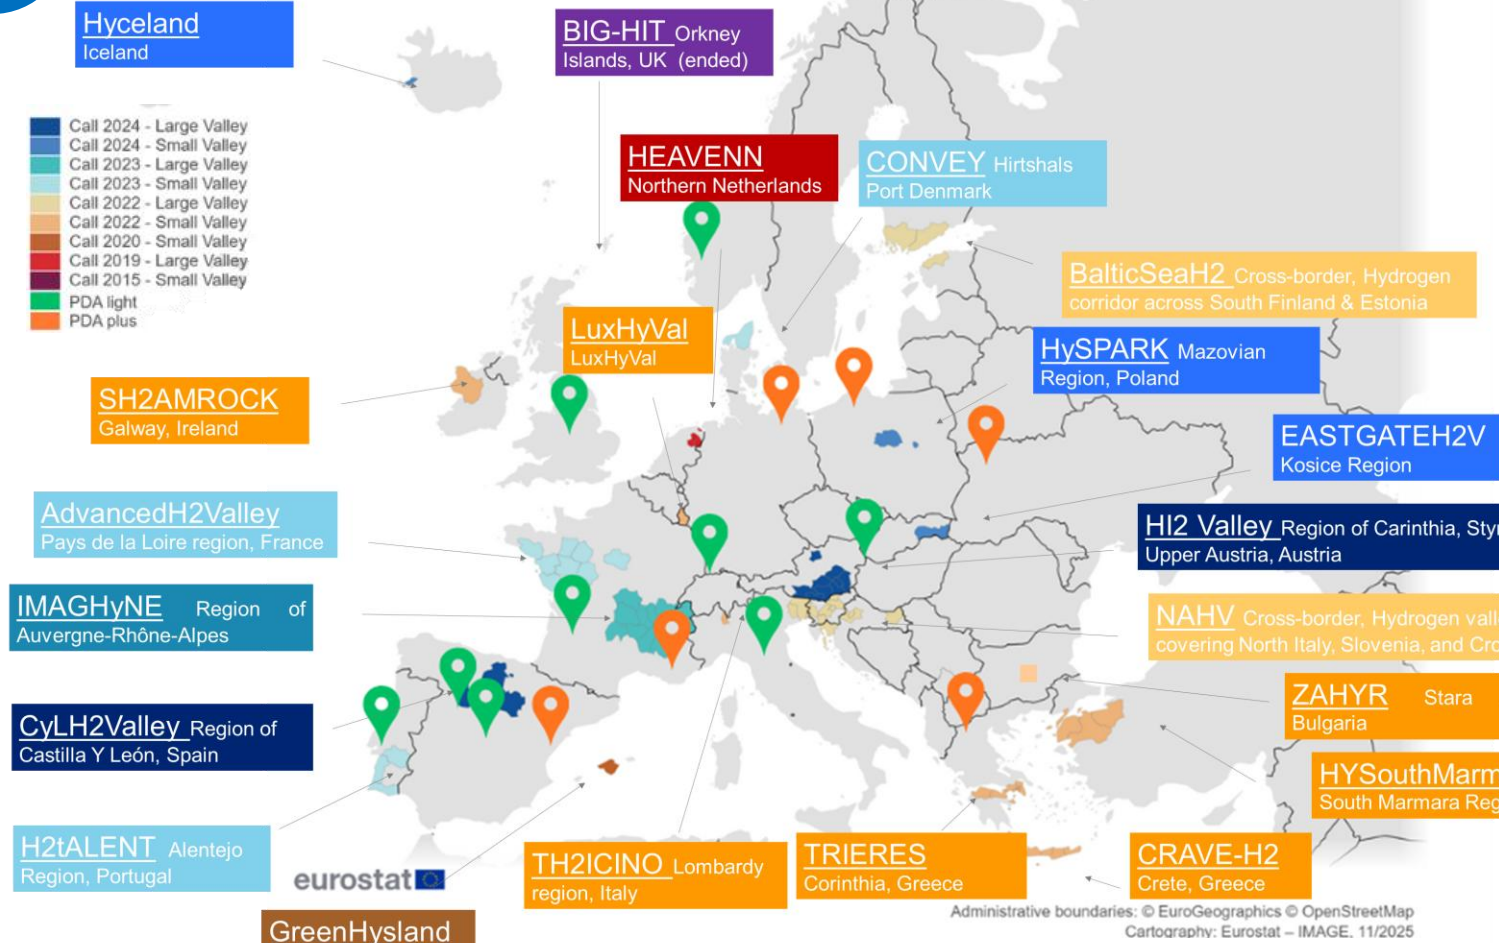 Hyceland
Iceland
BIG-HIT Orkney
Islands, UK (ended)
Call 2024 - Large Valley
Call 2024 - Small Valley
Call 2023 - Large Valley
Call 2023 - Small Valley
Call 2022 - Large Valley
Call 2022 - Small Valley
Call 2020 - Small Valley
Call 2019 - Large Valley
Call 2015 - Small Valley
PDA light
PDA plus
HEAVENN
Northern Netherlands
CONVEY Hirtshals
Port Denmark
BalticSeaH2 Cross-border, Hydrogen
corridor across South Finland & Estonia
LuxHyVal
LuxHyVal
HySPARK Mazovian
Region, Poland
SH2AMROCK
Galway, Ireland
EASTGATEH2V
Kosice Region
AdvancedH2Valley
Pays de la Loire region, France
HI2 Valley Region of Carinthia, Styr
Upper Austria, Austria
IMAGHyNE Region of
Auvergne-Rhône-Alpes
NAHV Cross-border, Hydrogen vall
covering North Italy, Slovenia, and Cro
CyLH2Valley Region of
Castilla Y León, Spain
ZAHYR Stara
Bulgaria
HYSouthMarm
South Marmara Reg
H2tALENT Alentejo
Region, Portugal
eurostat
TH2ICINO Lombardy
region, Italy
TRIERES
Corinthia, Greece
CRAVE-H2
Crete, Greece
GreenHysland
Administrative boundaries: © EuroGeographics © OpenStreetMap
Cartography: Eurostat – IMAGE, 11/2025